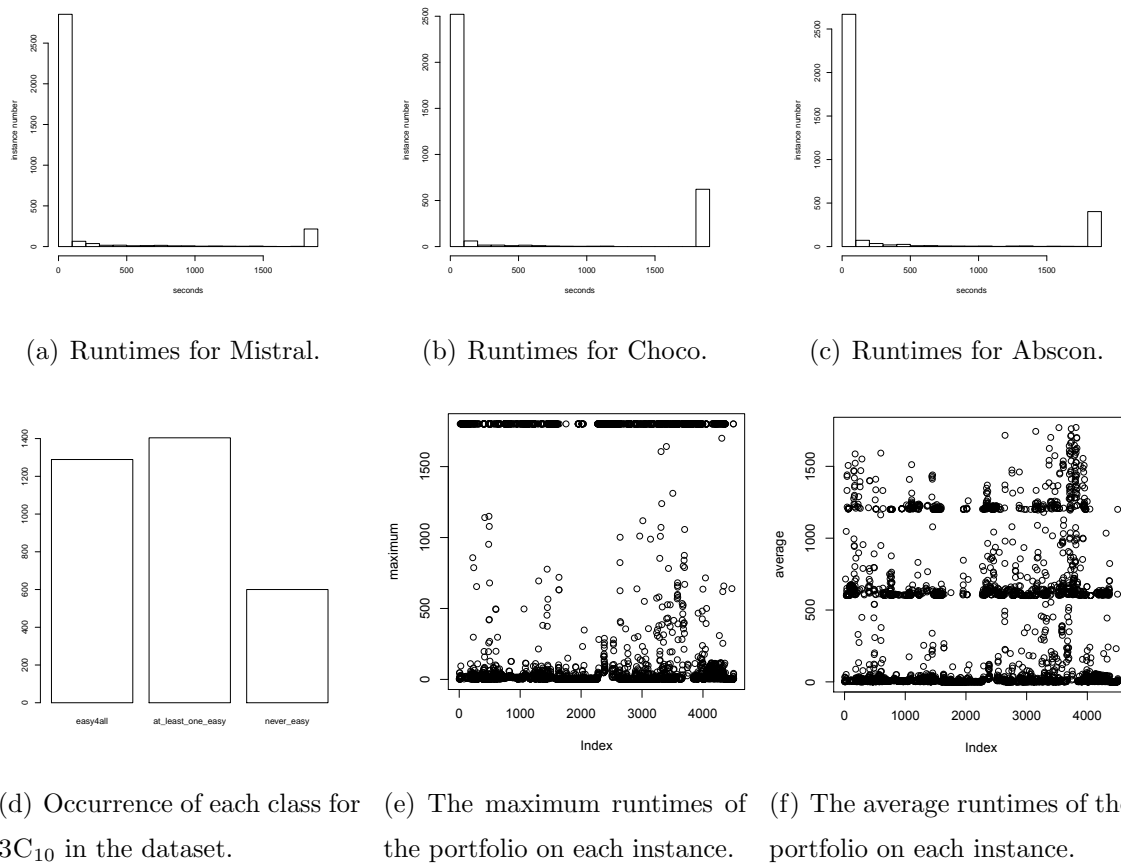 instance number
2500
2000
1500
1000
500
0
0 500 1000 1500
seconds
instance number
2500
2000
1500
1000
500
0
0 500 1000 1500
seconds
instance number
2500
2000
1500
1000
500
0
0 500 1000 1500
seconds
(a) Runtimes for Mistral.
(b) Runtimes for Choco.
(c) Runtimes for Abscon.
1400
1200
1000
800
600
400
200
0
easy4all at_least_one_easy never_easy
maximum
1500
1000
500
0
0 1000 2000 3000 4000
Index
average
1500
1000
500
0
0 1000 2000 3000 4000
Index
(d) Occurrence of each class for
3C10 in the dataset.
(e) The maximum runtimes of
the portfolio on each instance.
(f) The average runtimes of the
portfolio on each instance.